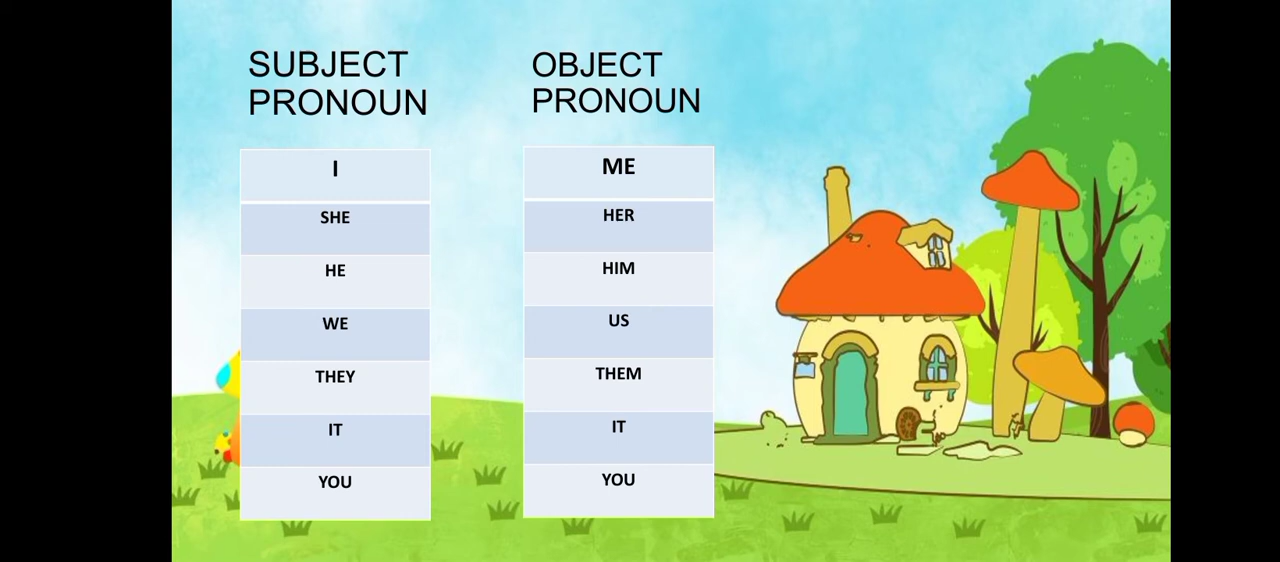 SUBJECT
PRONOUN
I
SHE
HE
WE
THEY
IT
YOU
OBJECT
PRONOUN
ME
HER
HIM
US
THEM
IT
YOU